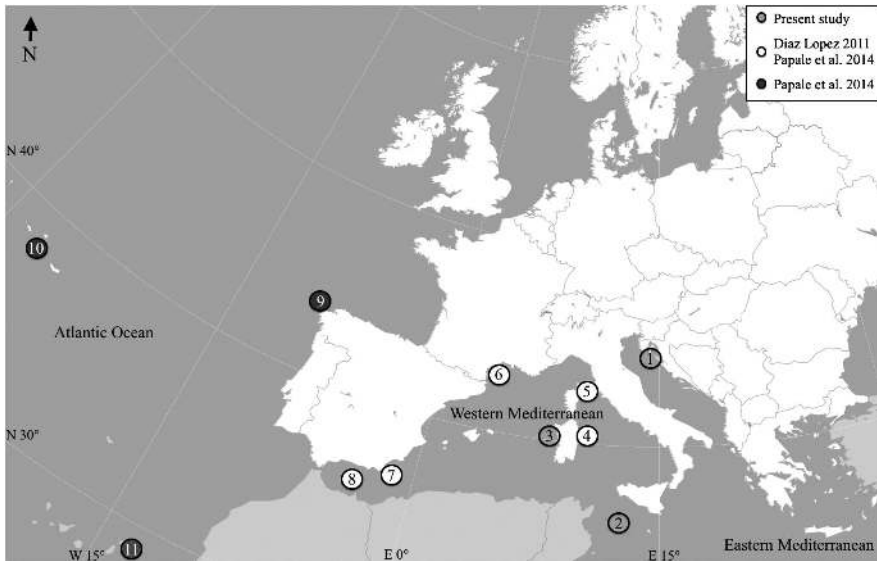 N
Present study
Diaz Lopez 2011
Papale et al. 2014
Papale et al. 2014
N 40°
10
9
Atlantic Ocean
1
6
5
Western Mediterranean
3
4
N 30°
8
7
2
11
W 15°
E 0°
E 15°
Eastern Mediterranean